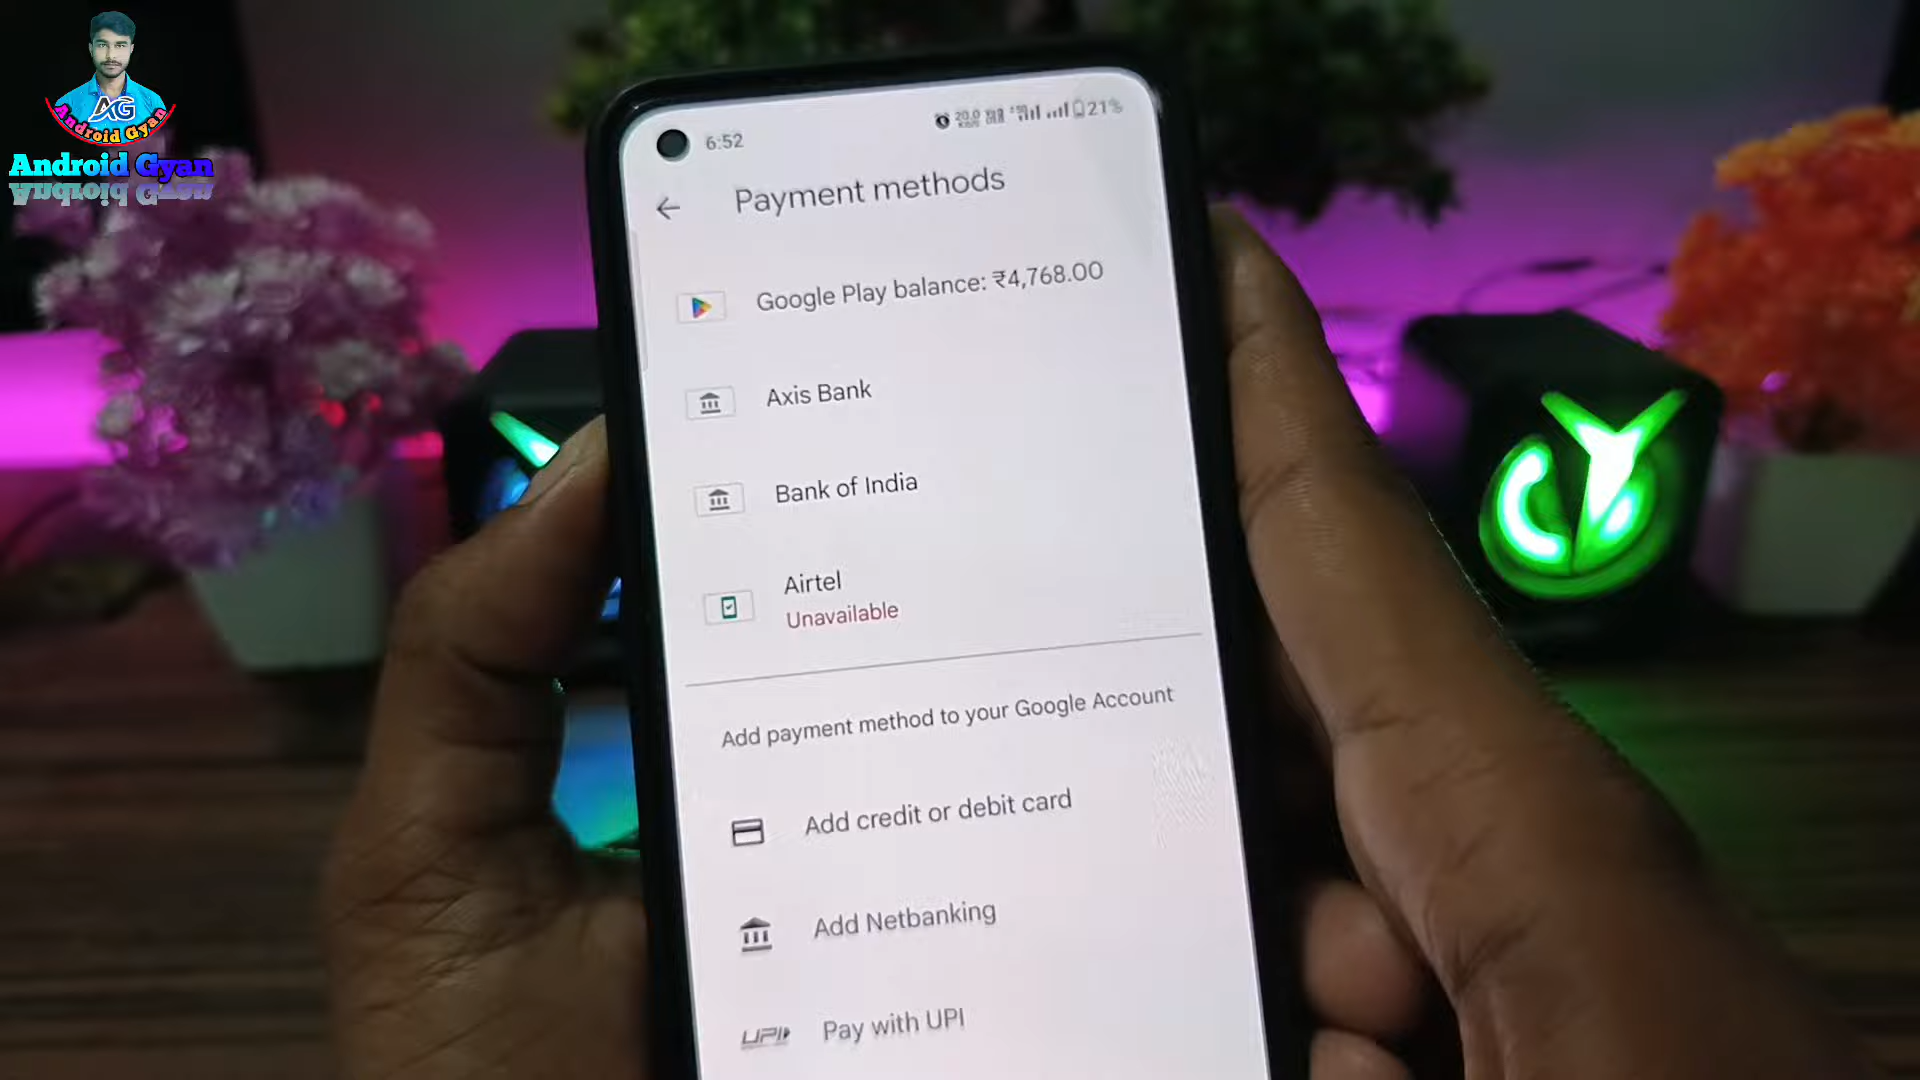 AG
Android Gyan
Android Gyan
6:52
21%
Payment methods
Google Play balance: ₹4,768.00
Axis Bank
Bank of India
Airtel
Unavailable
Add payment method to your Google Account
Add credit or debit card
Add Netbanking
UPI
Pay with UPI